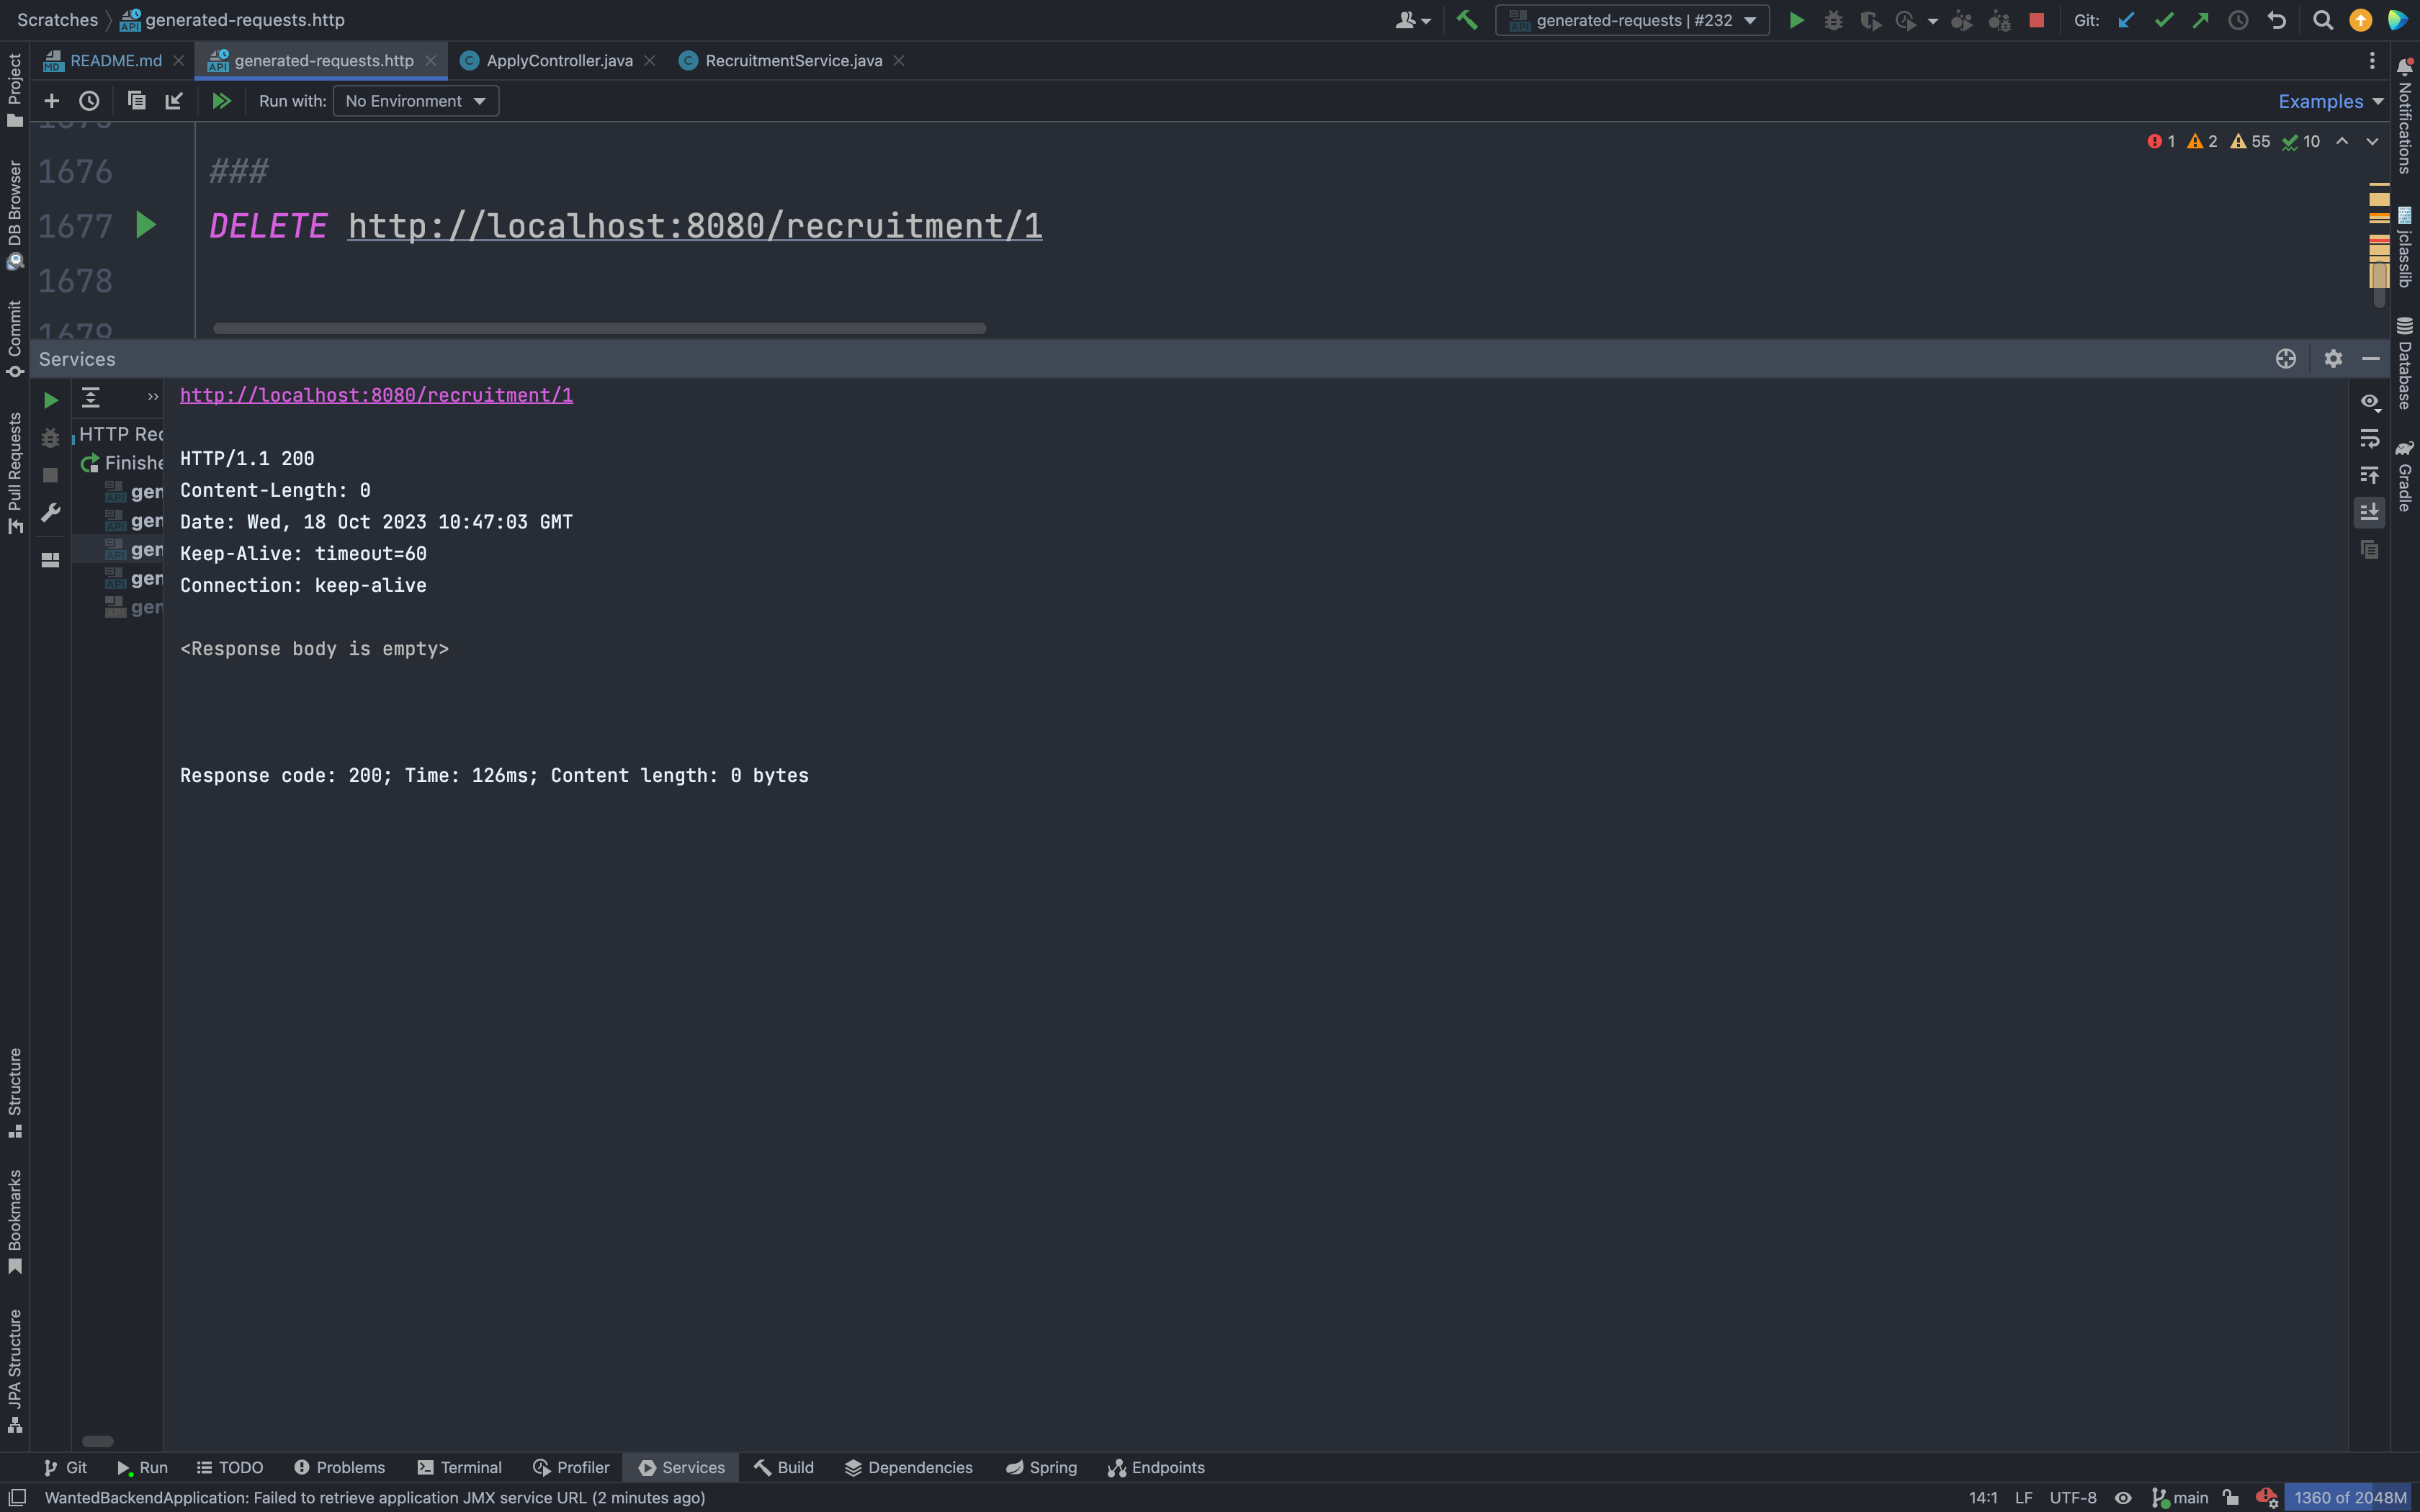 Scratches generated-requests.http
generated-requests | #232
Git:
README.md
generated-requests.http
ApplyController.java
RecruitmentService.java
Run with: No Environment
Examples
1676 ###
1 2 55 10
1677 DELETE http://localhost:8080/recruitment/1
1678
1679
Services
http://localhost:8080/recruitment/1
HTTP Rec
HTTP/1.1 200
Finishe
Content-Length: 0
gen
Date: Wed, 18 Oct 2023 10:47:03 GMT
gen
Keep-Alive: timeout=60
gen
Connection: keep-alive
gen
gen
<Response body is empty>
Response code: 200; Time: 126ms; Content length: 0 bytes
Project
DB Browser
Commit
Pull Requests
Structure
Bookmarks
JPA Structure
Notifications
jclasslib
Database
Gradle
Git Run TODO Problems Terminal Profiler Services Build Dependencies Spring Endpoints
WantedBackendApplication: Failed to retrieve application JMX service URL (2 minutes ago)
14:1 LF UTF-8 main 1360 of 2048M